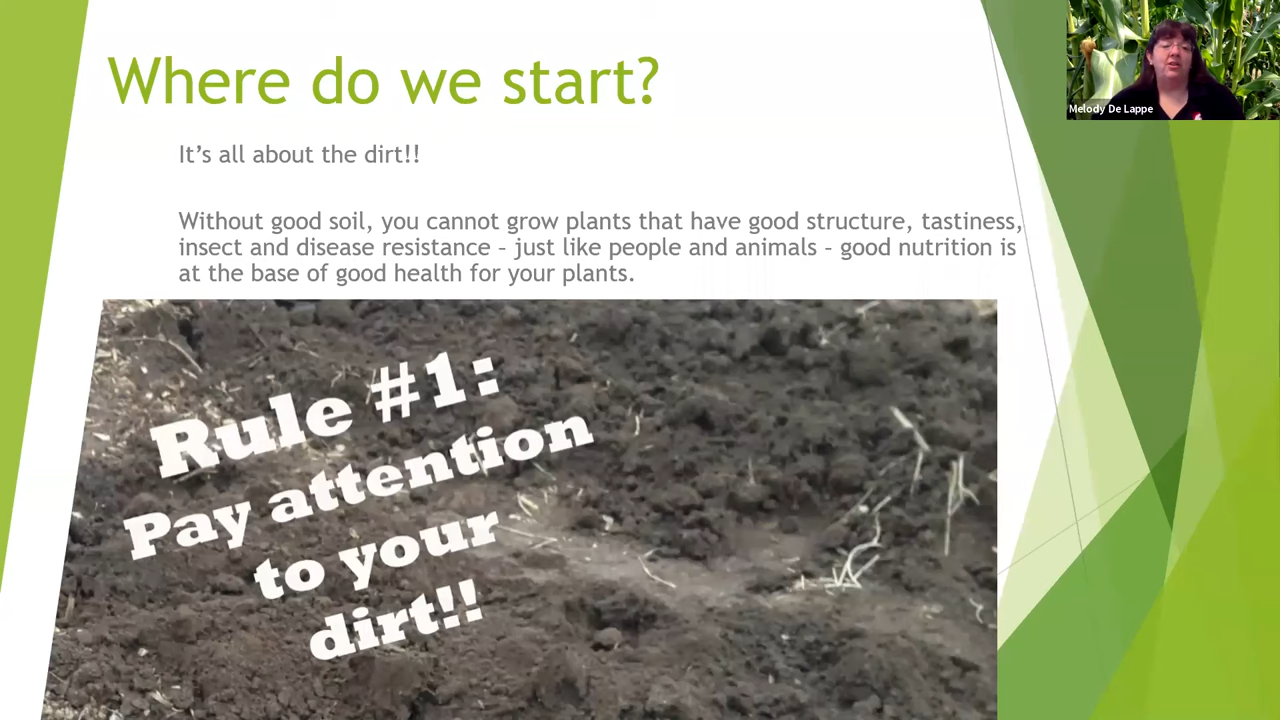 Where do we start?
Melody De Lappe
It's all about the dirt!!
Without good soil, you cannot grow plants that have good structure, tastiness,
insect and disease resistance – just like people and animals – good nutrition is
at the base of good health for your plants.
Rule #1:
Pay attention
to your
dirt!!